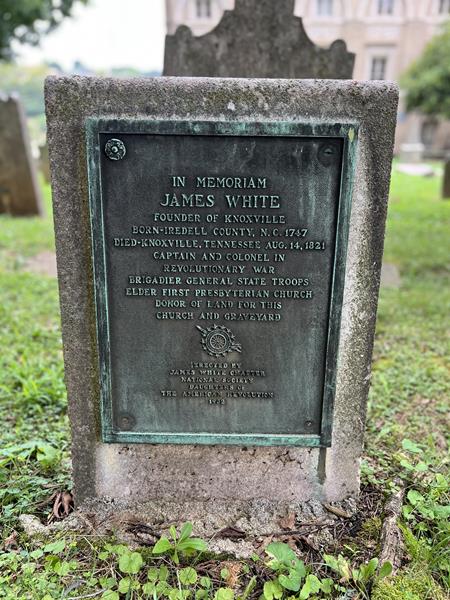 IN MEMORIAM
JAMES WHITE
FOUNDER OF KNOXVILLE
BORN-IREDELL COUNTY, N.C. 1747
DIED-KNOXVILLE, TENNESSEE AUG. 14, 1821
CAPTAIN AND COLONEL IN
REVOLUTIONARY WAR
BRIGADIER GENERAL STATE TROOPS
ELDER FIRST PRESBYTERIAN CHURCH
DONOR OF LAND FOR THIS
CHURCH AND GRAVEYARD
ERECTED BY
JAMES WHITE CHAPTER
NATIONAL SOCIETY
DAUGHTERS OF
THE AMERICAN REVOLUTION